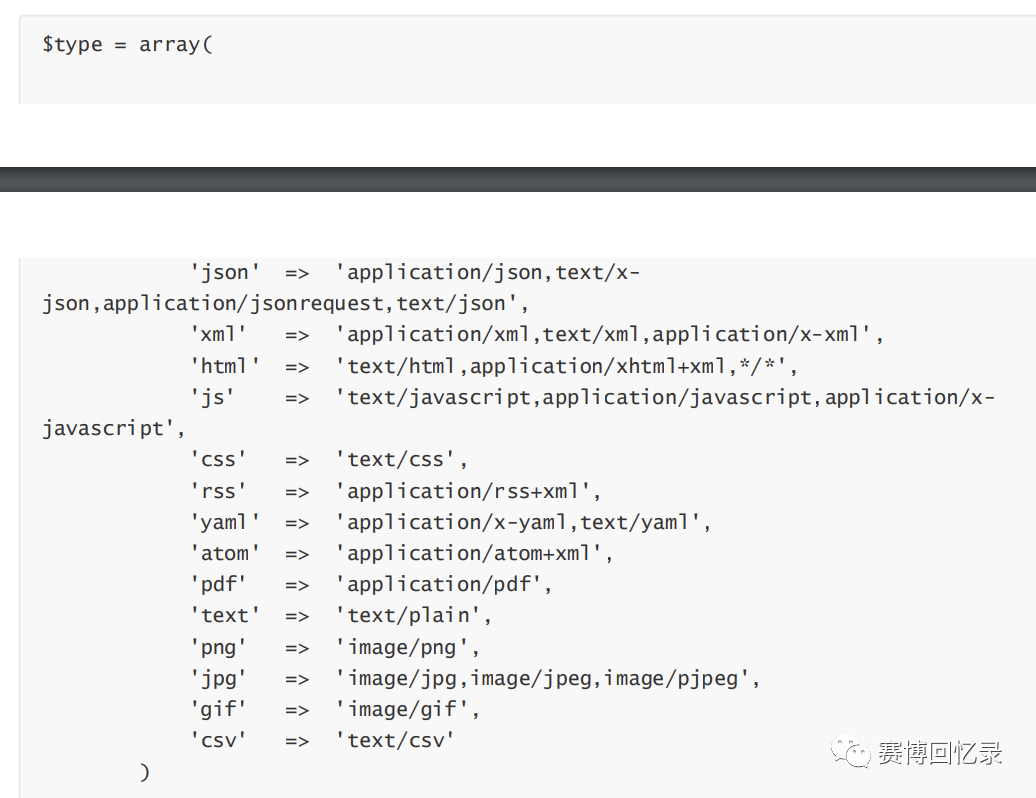 $type = array(
'json' => 'application/json,text/x-
json,application/jsonrequest,text/json',
'xml' => 'application/xml,text/xml,application/x-xml',
'html' => 'text/html,application/xhtml+xml,*/*',
'js' => 'text/javascript,application/javascript,application/x-
javascript',
'css' => 'text/css',
'rss' => 'application/rss+xml',
'yaml' => 'application/x-yaml,text/yaml',
'atom' => 'application/atom+xml',
'pdf' => 'application/pdf',
'text' => 'text/plain',
'png' => 'image/png',
'jpg' => 'image/jpg,image/jpeg,image/pjpeg',
'gif' => 'image/gif',
'csv' => 'text/csv'
)
赛博回忆录